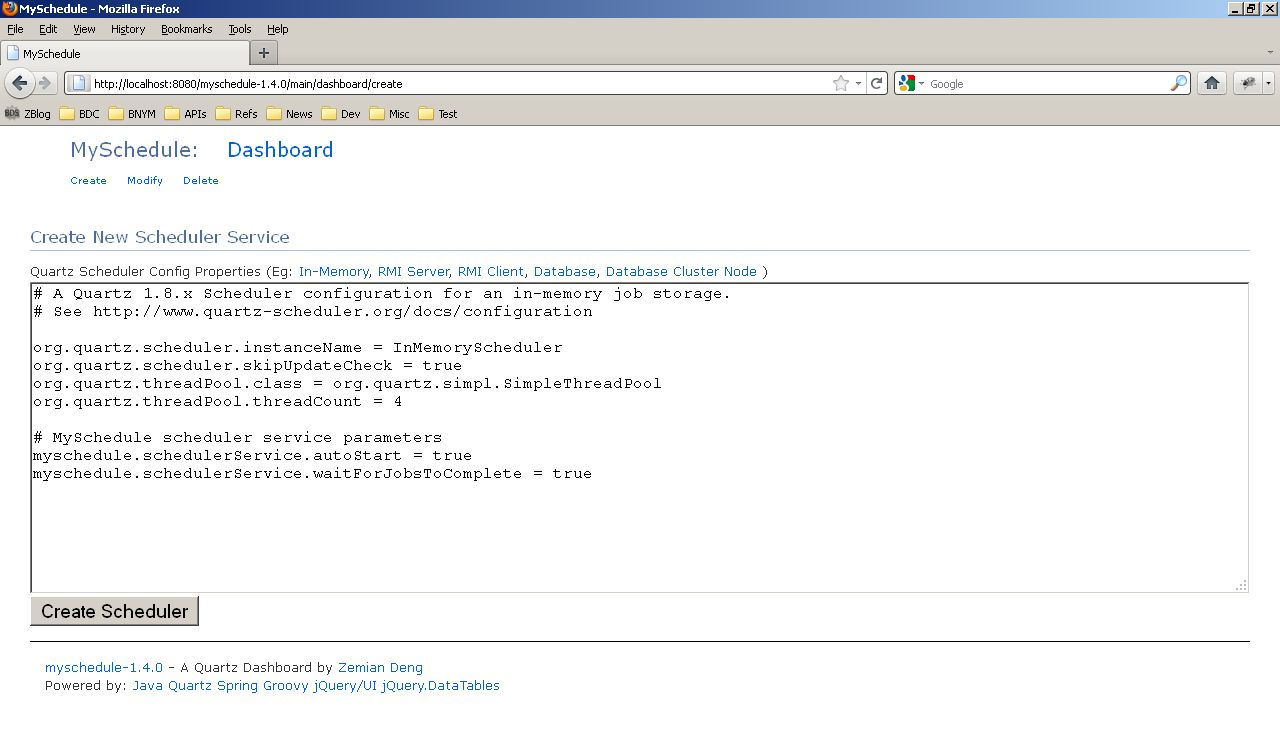 MySchedule - Mozilla Firefox
File Edit View History Bookmarks Tools Help
MySchedule
http://localhost:8080/myschedule-1.4.0/main/dashboard/create
Google
BDS ZBlog BDC BNYM APIs Refs News Dev Misc Test
MySchedule: Dashboard
Create Modify Delete
Create New Scheduler Service
Quartz Scheduler Config Properties (Eg: In-Memory, RMI Server, RMI Client, Database, Database Cluster Node )
# A Quartz 1.8.x Scheduler configuration for an in-memory job storage.
# See http://www.quartz-scheduler.org/docs/configuration
org.quartz.scheduler.instanceName = InMemoryScheduler
org.quartz.scheduler.skipUpdateCheck = true
org.quartz.threadPool.class = org.quartz.simpl.SimpleThreadPool
org.quartz.threadPool.threadCount = 4
# MySchedule scheduler service parameters
myschedule.schedulerService.autoStart = true
myschedule.schedulerService.waitForJobsToComplete = true
Create Scheduler
myschedule-1.4.0 - A Quartz Dashboard by Zemian Deng
Powered by: Java Quartz Spring Groovy jQuery/UI jQuery.DataTables